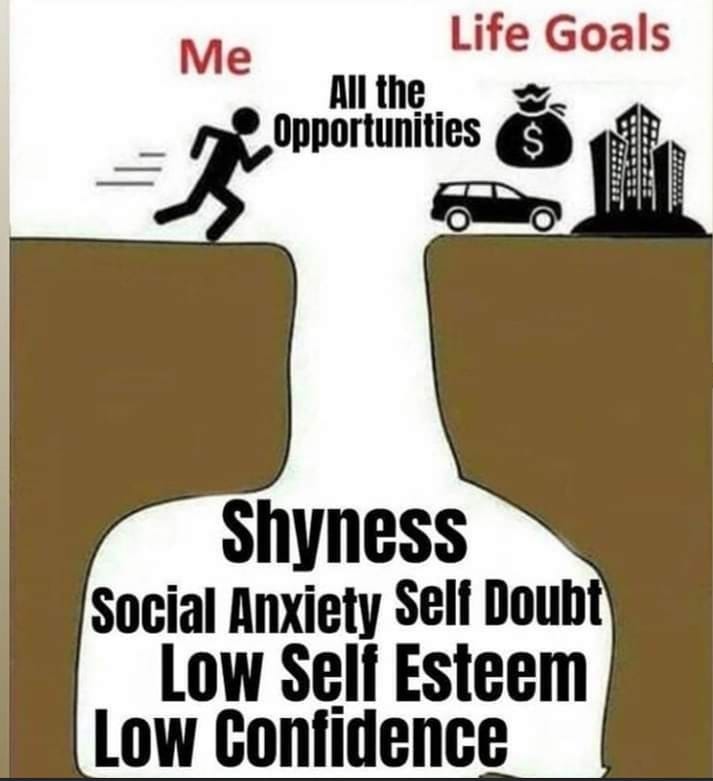 Me
Life Goals
All the
Opportunities
$
Shyness
Social Anxiety Self Doubt
Low Self Esteem
Low Confidence